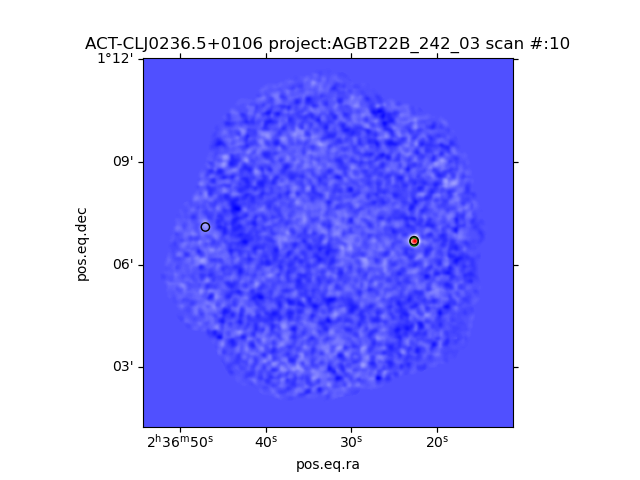 ACT-CLJ0236.5+0106 project:AGBT22B_242_03 scan #:10
1°12'
09'
06'
03'
pos.eq.dec
2ʰ36ᵐ50ˢ 40ˢ 30ˢ 20ˢ
pos.eq.ra